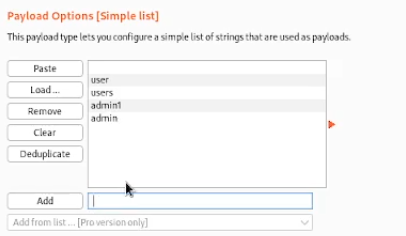 Payload Options [Simple list]
This payload type lets you configure a simple list of strings that are used as payloads.
Paste
Load ...
Remove
Clear
Deduplicate
user
users
admin1
admin
Add
Add from list ... [Pro version only]